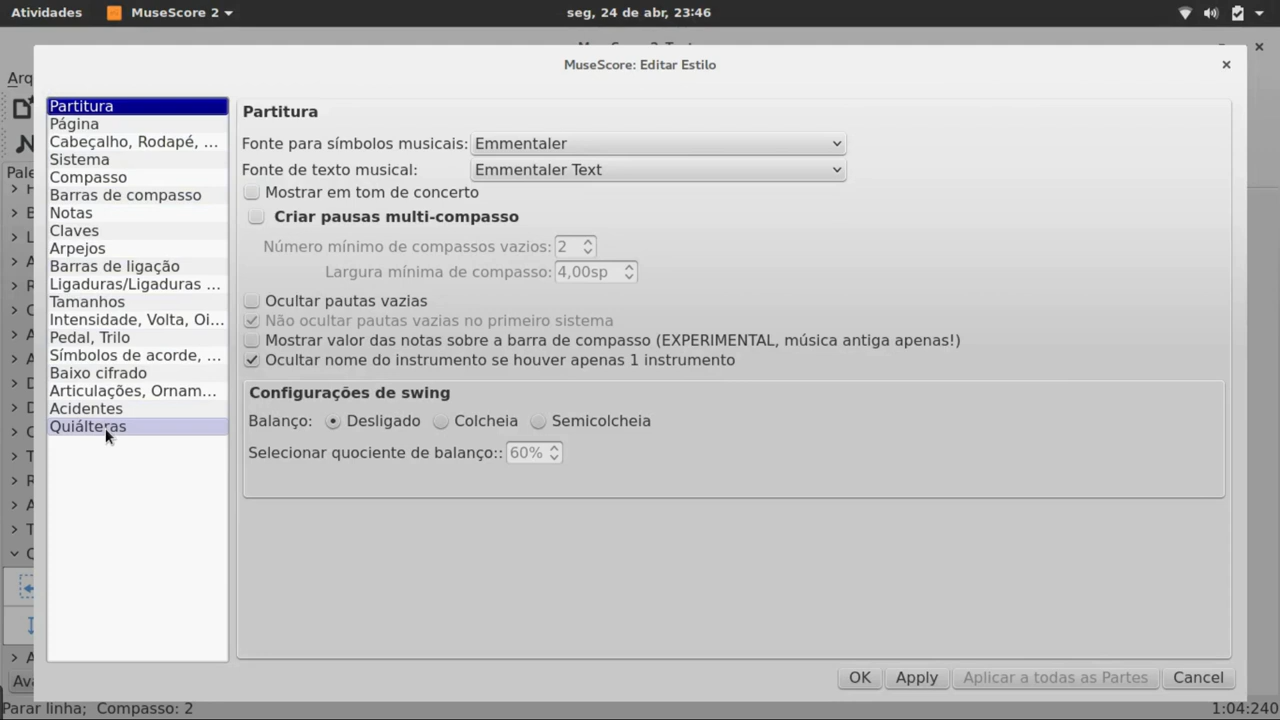 Atividades MuseScore 2 seg, 24 de abr, 23:46
MuseScore: Editar Estilo
Arq
Pale
Partitura
Página
Cabeçalho, Rodapé, ...
Sistema
Compasso
Barras de compasso
Notas
Claves
Arpejos
Barras de ligação
Ligaduras/Ligaduras ...
Tamanhos
Intensidade, Volta, Oi...
Pedal, Trilo
Símbolos de acorde, ...
Baixo cifrado
Articulações, Ornam...
Acidentes
Quiálteras
Partitura
Fonte para símbolos musicais: Emmentaler
Fonte de texto musical: Emmentaler Text
Mostrar em tom de concerto
Criar pausas multi-compasso
Número mínimo de compassos vazios: 2
Largura mínima de compasso: 4,00sp
Ocultar pautas vazias
Não ocultar pautas vazias no primeiro sistema
Mostrar valor das notas sobre a barra de compasso (EXPERIMENTAL, música antiga apenas!)
Ocultar nome do instrumento se houver apenas 1 instrumento
Configurações de swing
Balanço: Desligado Colcheia Semicolcheia
Selecionar quociente de balanço:: 60%
OK Apply Aplicar a todas as Partes Cancel
Ava
Parar linha; Compasso: 2 1:04:240